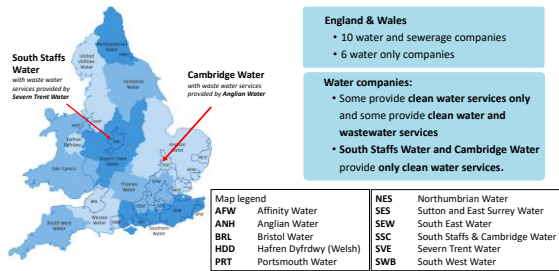 South Staffs
Water
with waste water
services provided by
Severn Trent Water
Cambridge Water
with waste water services
provided by Anglian Water
Northumbrian
Water
United
Utilities
Water
Yorkshire
Water
Hafren
Dyfrdwy
Severn Trent
Water
Dŵr Cymru
Anglian
Water
Thames
Water
Wessex
Water
Southern
Water
South West
Water
England & Wales
• 10 water and sewerage companies
• 6 water only companies
Water companies:
• Some provide clean water services only
and some provide clean water and
wastewater services
• South Staffs Water and Cambridge Water
provide only clean water services.
Map legend
AFW Affinity Water
ANH Anglian Water
BRL Bristol Water
HDD Hafren Dyfrdwy (Welsh)
PRT Portsmouth Water
NES Northumbrian Water
SES Sutton and East Surrey Water
SEW South East Water
SSC South Staffs & Cambridge Water
SVE Severn Trent Water
SWB South West Water